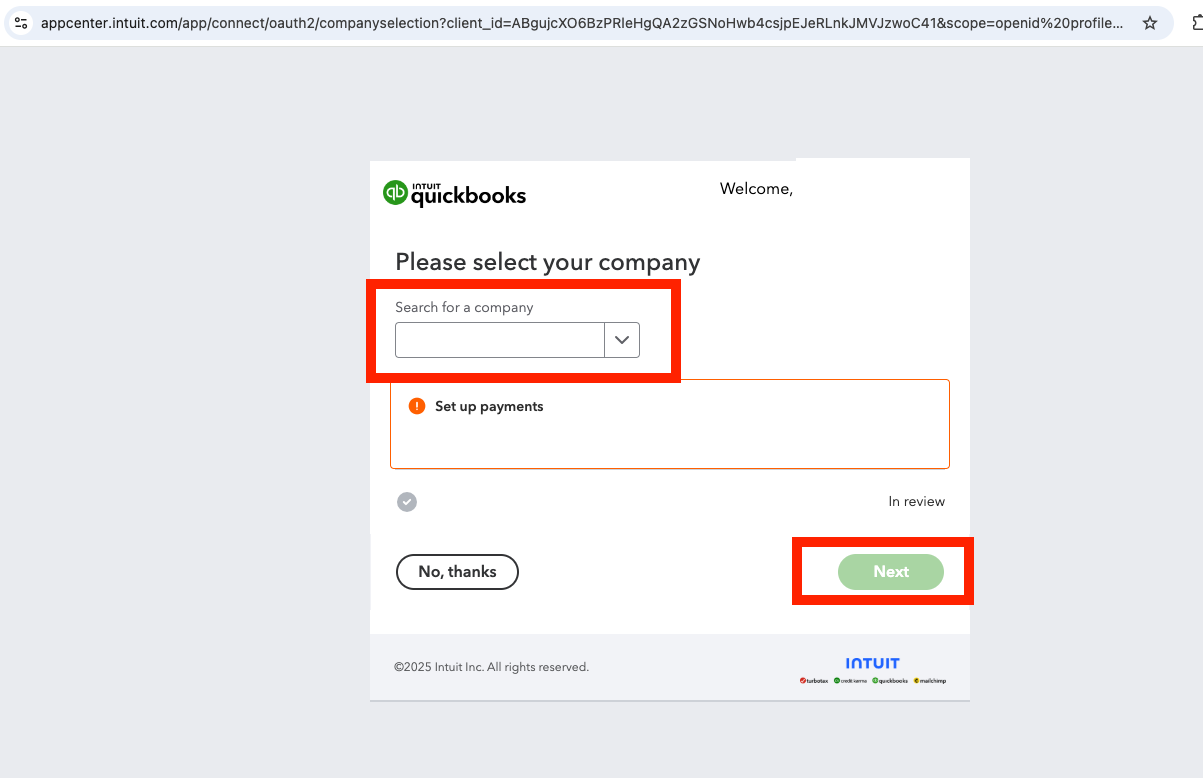 appcenter.intuit.com/app/connect/oauth2/companyselection?client_id=ABgujcXO6BzPRleHgQA2zGSNoHwb4csjpEJeRLnkJMVJzwoC41&scope=openid%20profile...
INTUIT
quickbooks
Welcome,
Please select your company
Search for a company
Set up payments
In review
No, thanks
Next
©2025 Intuit Inc. All rights reserved.
INTUIT
turbotax creditkarma quickbooks mailchimp